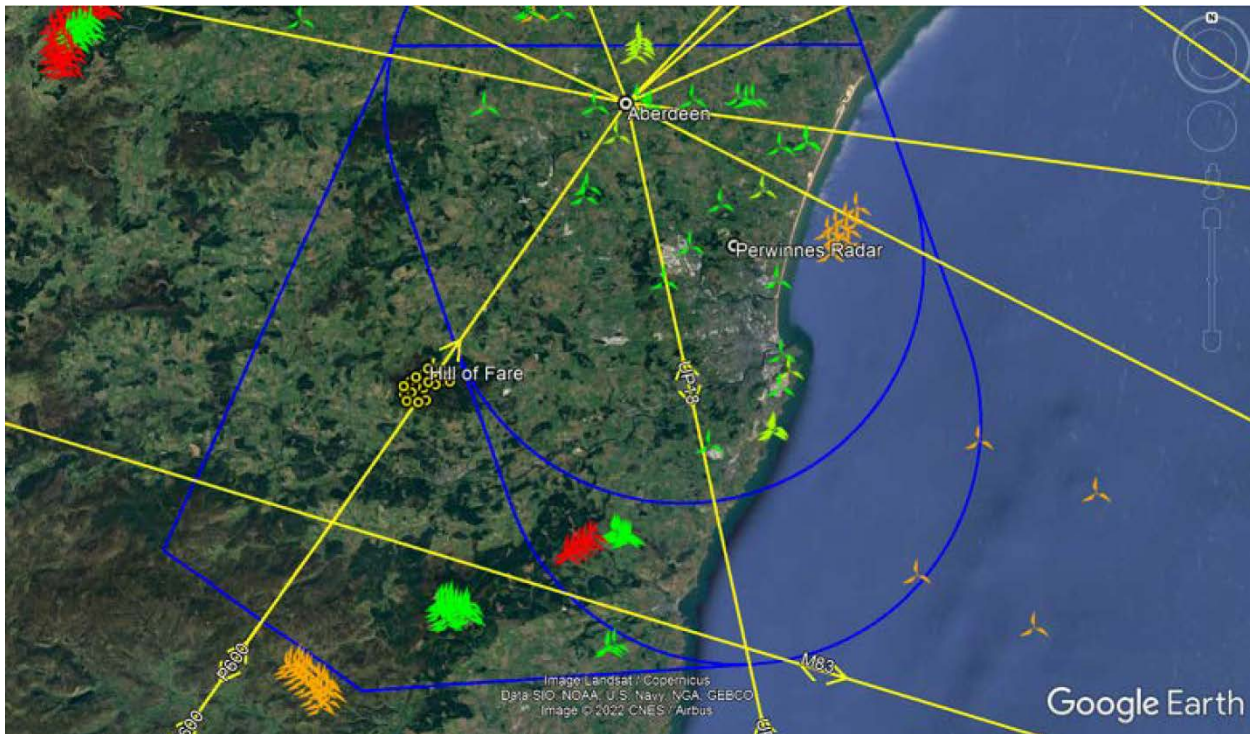 N
Aberdeen
Perwinnes Radar
Hill of Fare
UP18
P600
M83
Image Landsat / Copernicus
Data SIO, NOAA, U.S. Navy, NGA, GEBCO
Image © 2022 CNES / Airbus
Google Earth